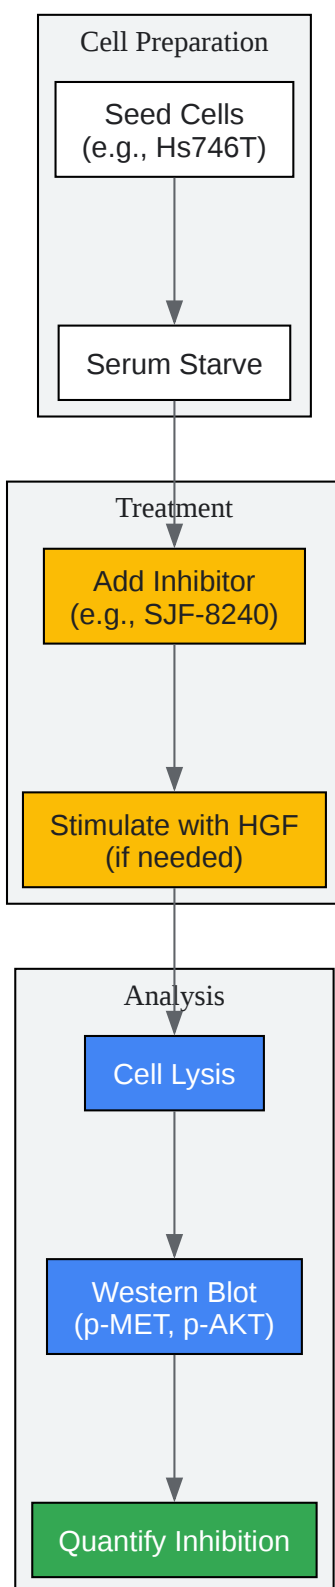 Cell Preparation
Seed Cells
(e.g., Hs746T)
Serum Starve
Treatment
Add Inhibitor
(e.g., SJF-8240)
Stimulate with HGF
(if needed)
Analysis
Cell Lysis
Western Blot
(p-MET, p-AKT)
Quantify Inhibition